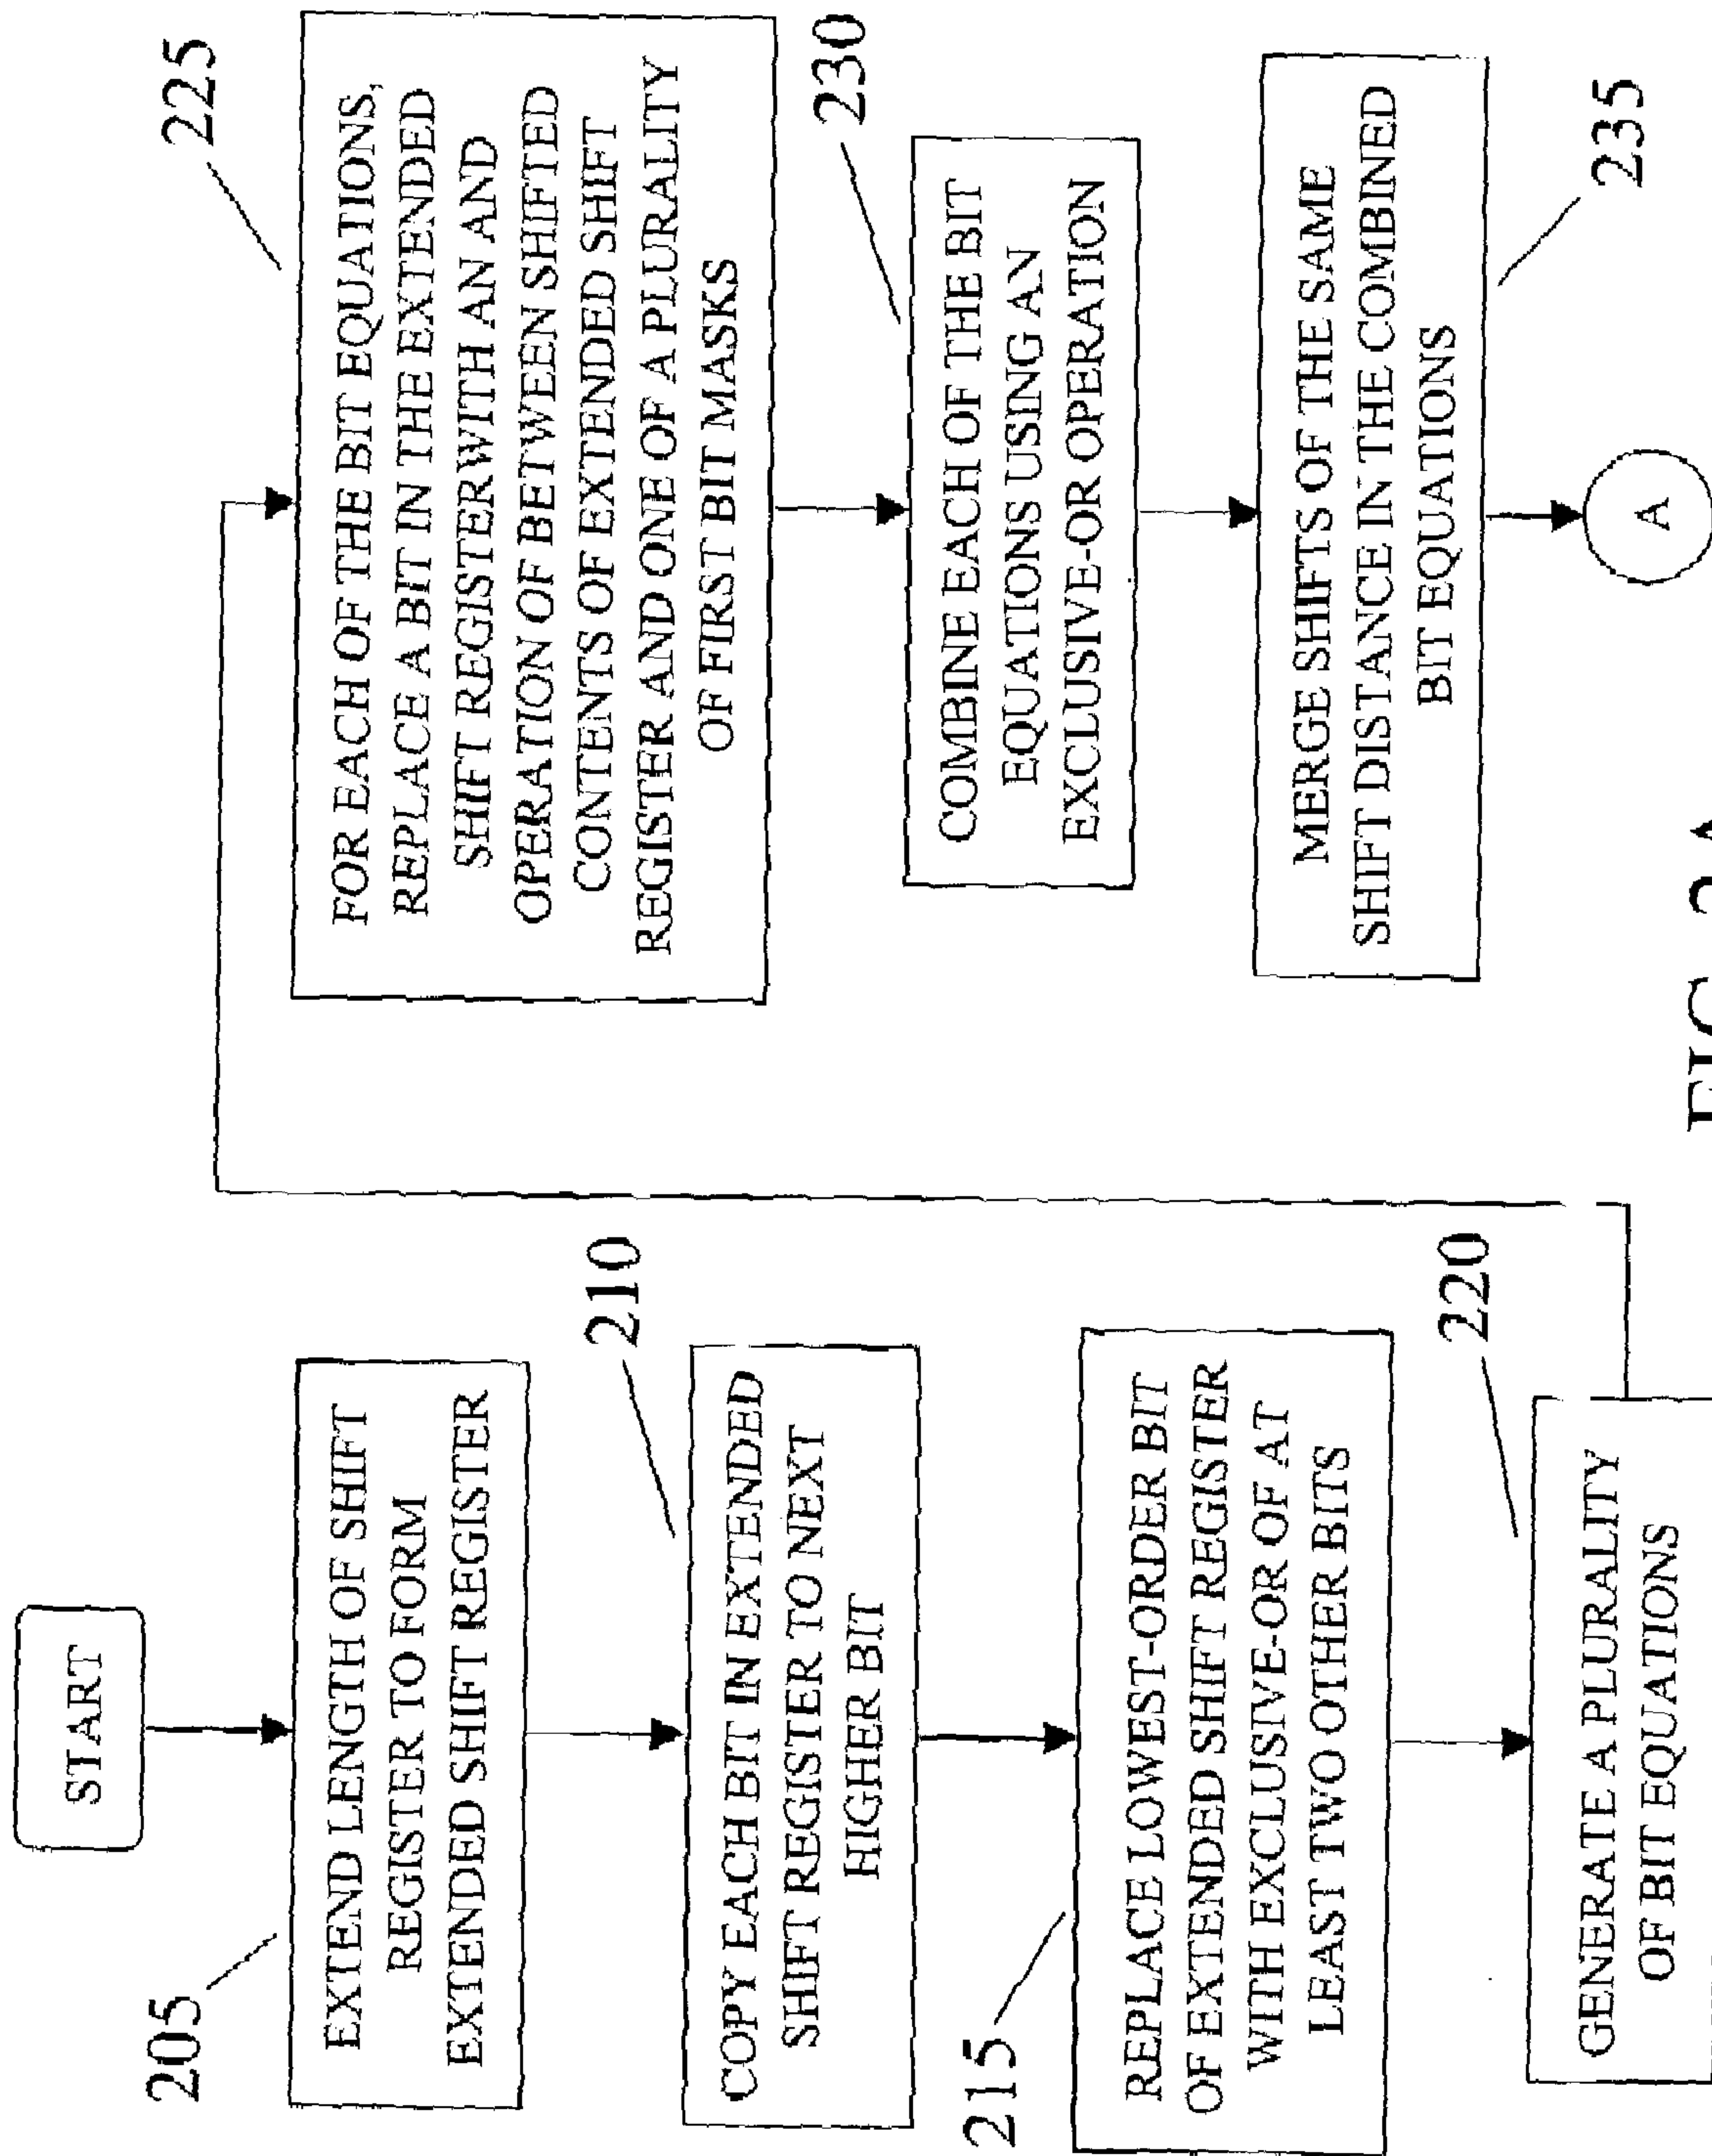 START
205
EXTEND LENGTH OF SHIFT
REGISTER TO FORM
EXTENDED SHIFT REGISTER
210
COPY EACH BIT IN EXTENDED
SHIFT REGISTER TO NEXT
HIGHER BIT
215
REPLACE LOWEST-ORDER BIT
OF EXTENDED SHIFT REGISTER
WITH EXCLUSIVE-OR OF AT
LEAST TWO OTHER BITS
220
GENERATE A PLURALITY
OF BIT EQUATIONS
225
FOR EACH OF THE BIT EQUATIONS,
REPLACE A BIT IN THE EXTENDED
SHIFT REGISTERWITH AN AND
OPERATION OF BETWEEN SHIFTED
CONTENTS OF EXTENDED SHIFT
REGISTER AND ONE OF A PLURALITY
OF FIRST BIT MASKS
230
COMBINE EACH OF THE BIT
EQUATIONS USING AN
EXCLUSIVE-OR OPERATION
MERGE SHIFTS OF THE SAME
SHIFT DISTANCE IN THE COMBINED
BIT EQUATIONS
235
A